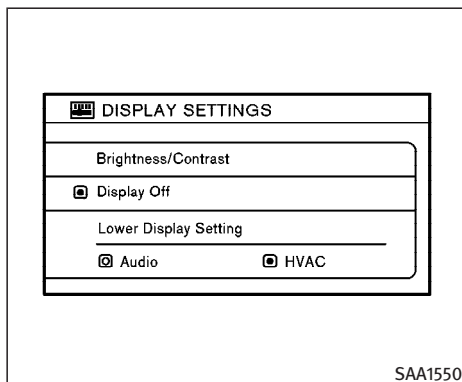 DISPLAY SETTINGS
Brightness/Contrast
Display Off
Lower Display Setting
Audio HVAC
SAA1550